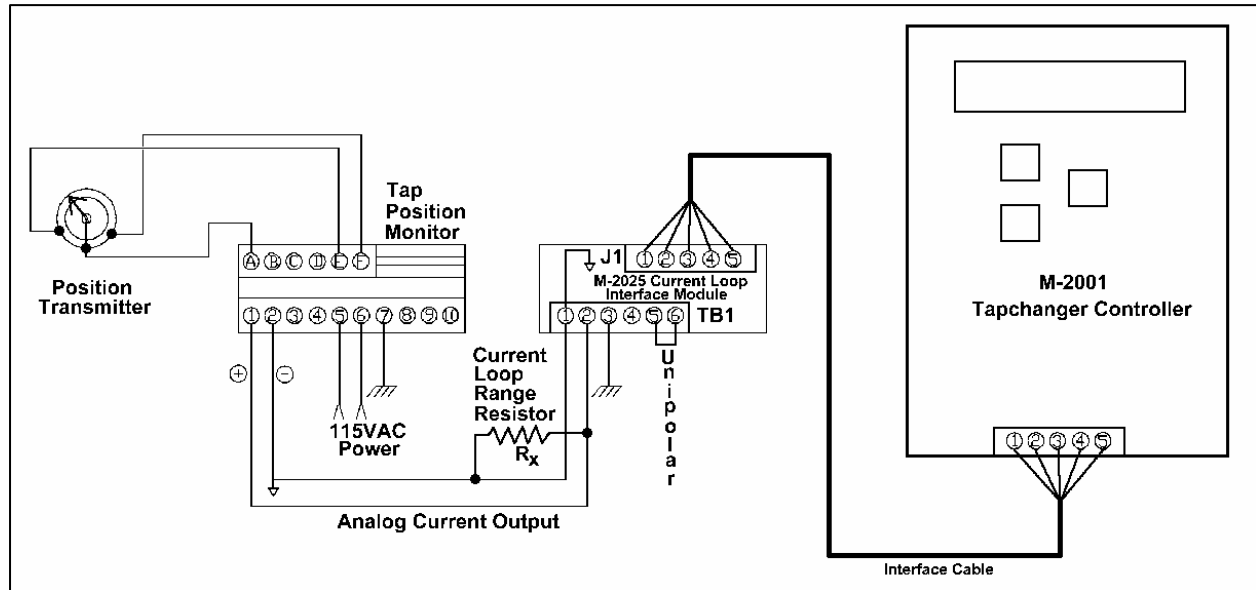 Tap
Position
Monitor
Position
Transmitter
A B C D E F
1 2 3 4 5 6 7 8 9 10
+ −
115VAC
Power
Current
Loop
Range
Resistor
Rx
Analog Current Output
J1 1 2 3 4 5
M-2025 Current Loop
Interface Module
1 2 3 4 5 6 TB1
Unipolar
M-2001
Tapchanger Controller
1 2 3 4 5
Interface Cable